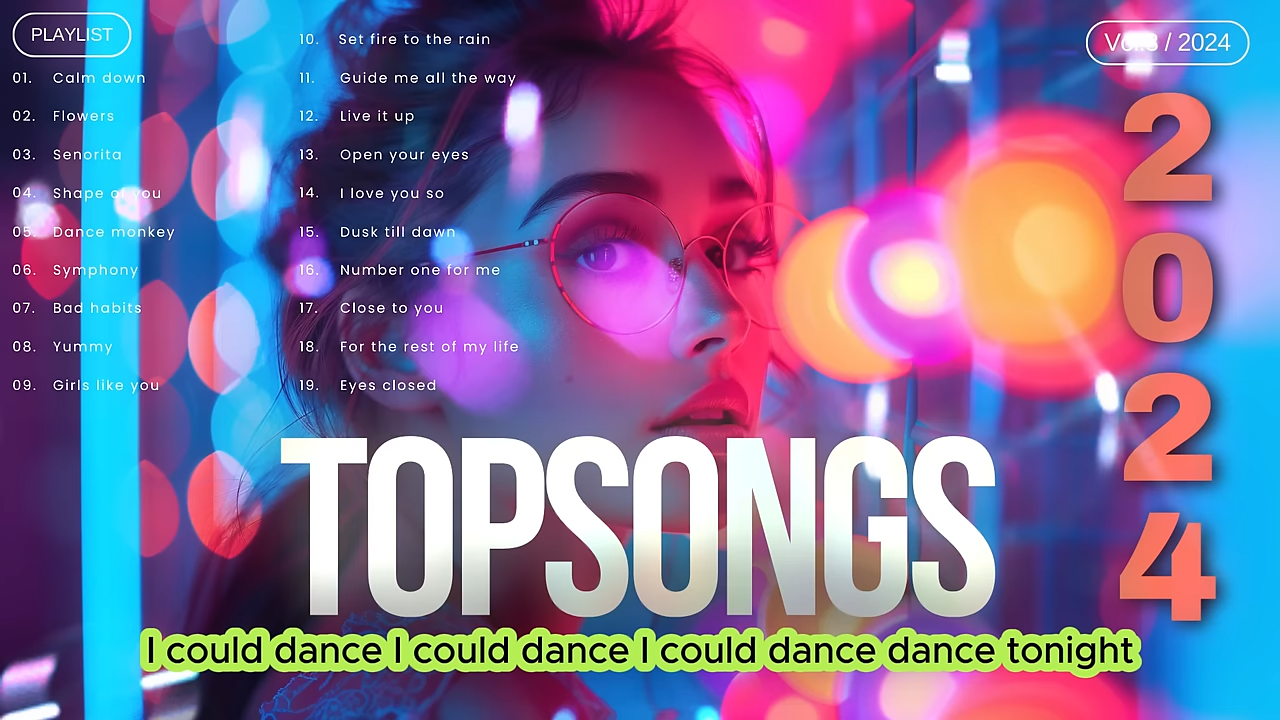 PLAYLIST
01. Calm down
02. Flowers
03. Senorita
04. Shape of you
05. Dance monkey
06. Symphony
07. Bad habits
08. Yummy
09. Girls like you
10. Set fire to the rain
11. Guide me all the way
12. Live it up
13. Open your eyes
14. I love you so
15. Dusk till dawn
16. Number one for me
17. Close to you
18. For the rest of my life
19. Eyes closed
Vol.3 / 2024
2
0
2
4
TOPSONGS
I could dance I could dance I could dance dance tonight